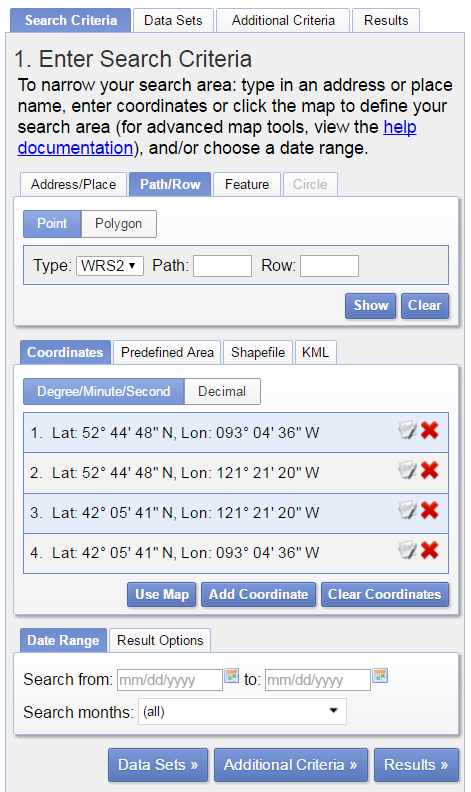 Search Criteria Data Sets Additional Criteria Results
1. Enter Search Criteria
To narrow your search area: type in an address or place
name, enter coordinates or click the map to define your
search area (for advanced map tools, view the help
documentation), and/or choose a date range.
Address/Place Path/Row Feature Circle
Point Polygon
Type: WRS2 Path: Row:
Show Clear
Coordinates Predefined Area Shapefile KML
Degree/Minute/Second Decimal
1. Lat: 52° 44' 48" N, Lon: 093° 04' 36" W
2. Lat: 52° 44' 48" N, Lon: 121° 21' 20" W
3. Lat: 42° 05' 41" N, Lon: 121° 21' 20" W
4. Lat: 42° 05' 41" N, Lon: 093° 04' 36" W
Use Map Add Coordinate Clear Coordinates
Date Range Result Options
Search from: mm/dd/yyyy to: mm/dd/yyyy
Search months: (all)
Data Sets » Additional Criteria » Results »